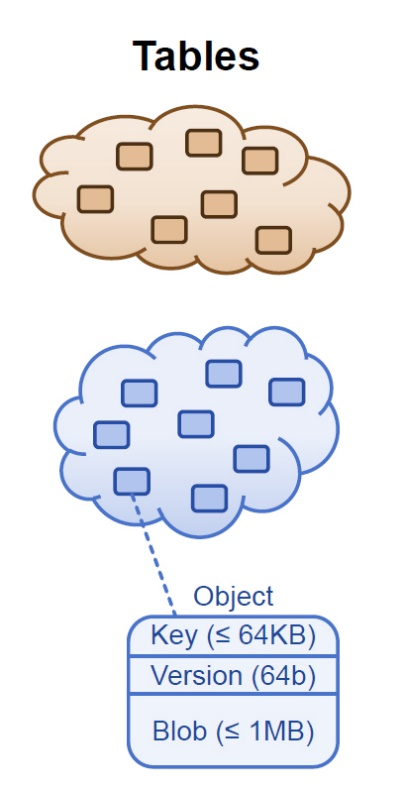 Tables
Object
Key (≤ 64KB)
Version (64b)
Blob (≤ 1MB)